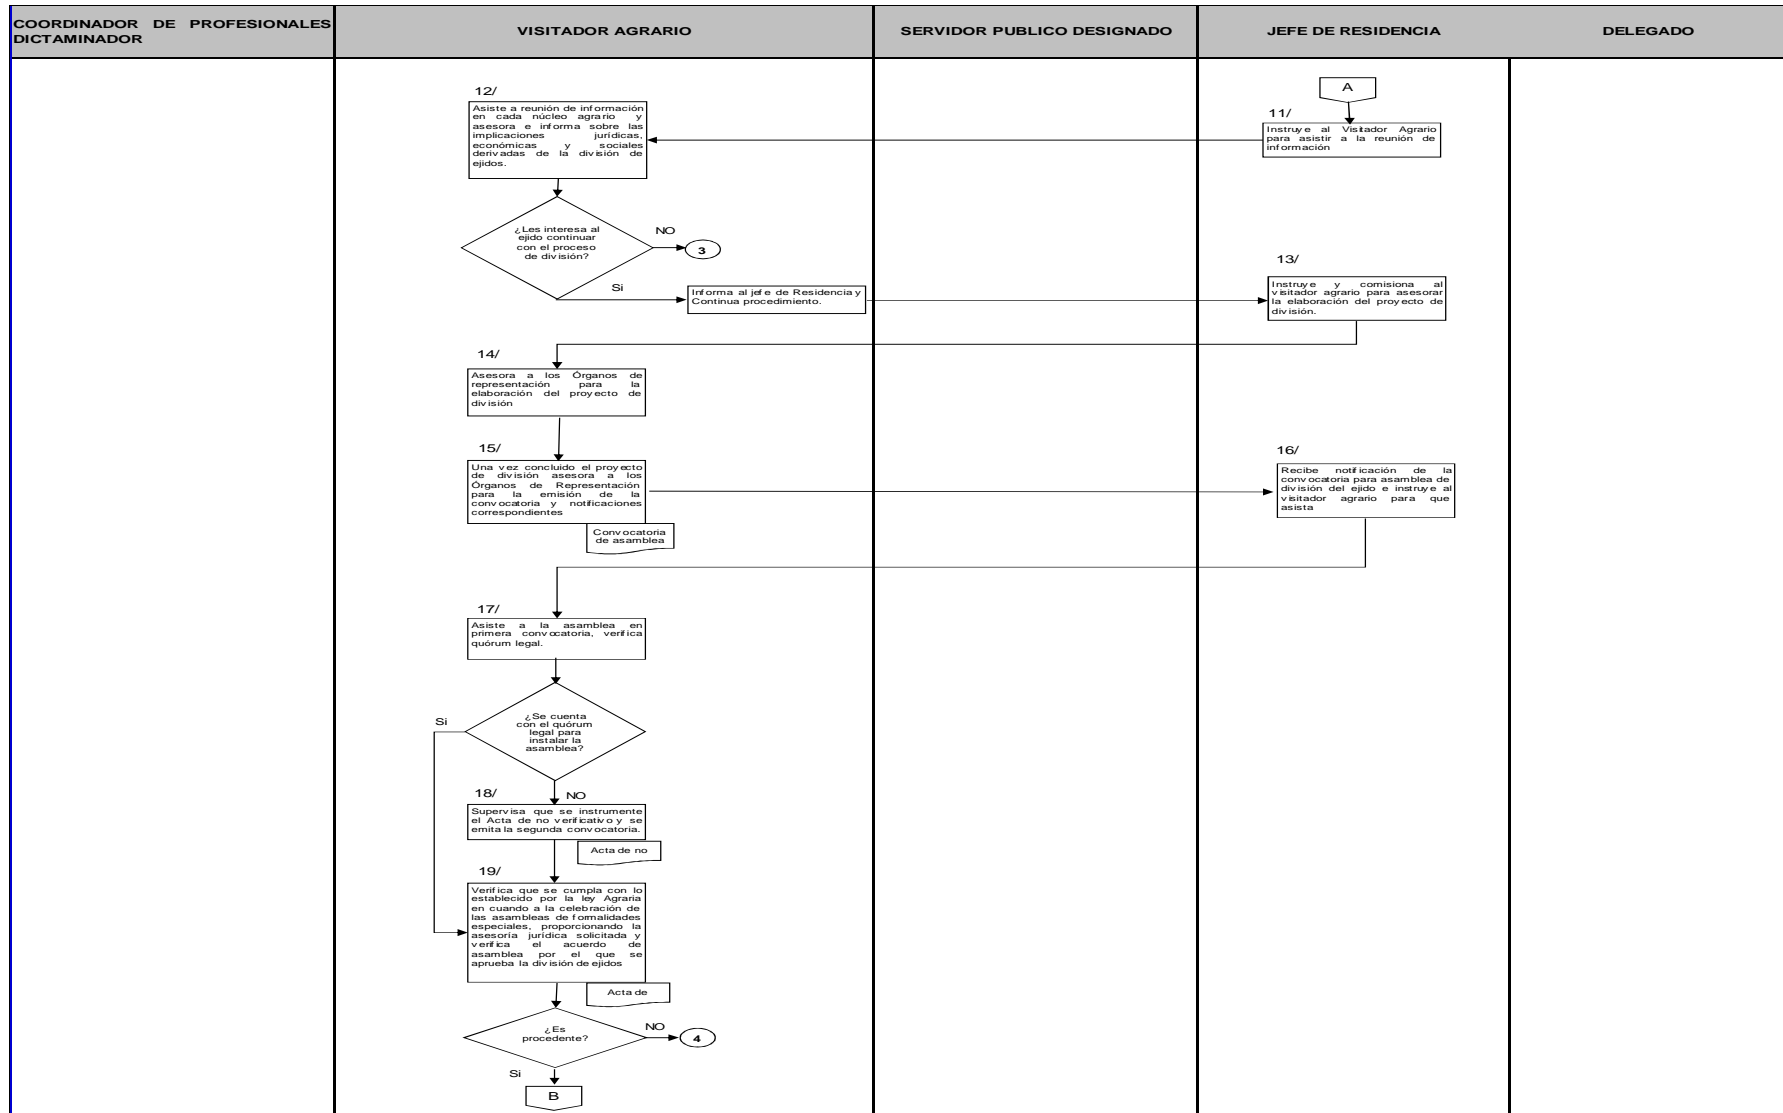 COORDINADOR DE PROFESIONALES
DICTAMINADOR
VISITADOR AGRARIO
SERVIDOR PUBLICO DESIGNADO
JEFE DE RESIDENCIA
DELEGADO
A
11/
Instruye al Visitador Agrario
para asistir a la reunión de
información
12/
Asiste a reunión de información
en cada núcleo agrario y
asesora e informa sobre las
implicaciones jurídicas,
económicas y sociales
derivadas de la división de
ejidos.
¿Les interesa al
ejido continuar
con el proceso
de división?
NO
3
Si
Informa al jefe de Residencia y
Continua procedimiento.
13/
Instruye y comisiona al
visitador agrario para asesorar
la elaboración del proyecto de
división.
14/
Asesora a los Órganos de
representación para la
elaboración del proyecto de
división
15/
Una vez concluido el proyecto
de división asesora a los
Órganos de Representación
para la emisión de la
convocatoria y notificaciones
correspondientes
Convocatoria
de asamblea
16/
Recibe notificación de la
convocatoria para asamblea de
división del ejido e instruye al
visitador agrario para que
asista
17/
Asiste a la asamblea en
primera convocatoria, verifica
quórum legal.
¿Se cuenta
con el quórum
legal para
instalar la
asamblea?
Si
NO
18/
Supervisa que se instrumente
el Acta de no verificativo y se
emita la segunda convocatoria.
Acta de no
19/
Verifica que se cumpla con lo
establecido por la ley Agraria
en cuando a la celebración de
las asambleas de formalidades
especiales, proporcionando la
asesoría jurídica solicitada y
verifica el acuerdo de
asamblea por el que se
aprueba la división de ejidos
Acta de
¿Es
procedente?
NO
4
Si
B